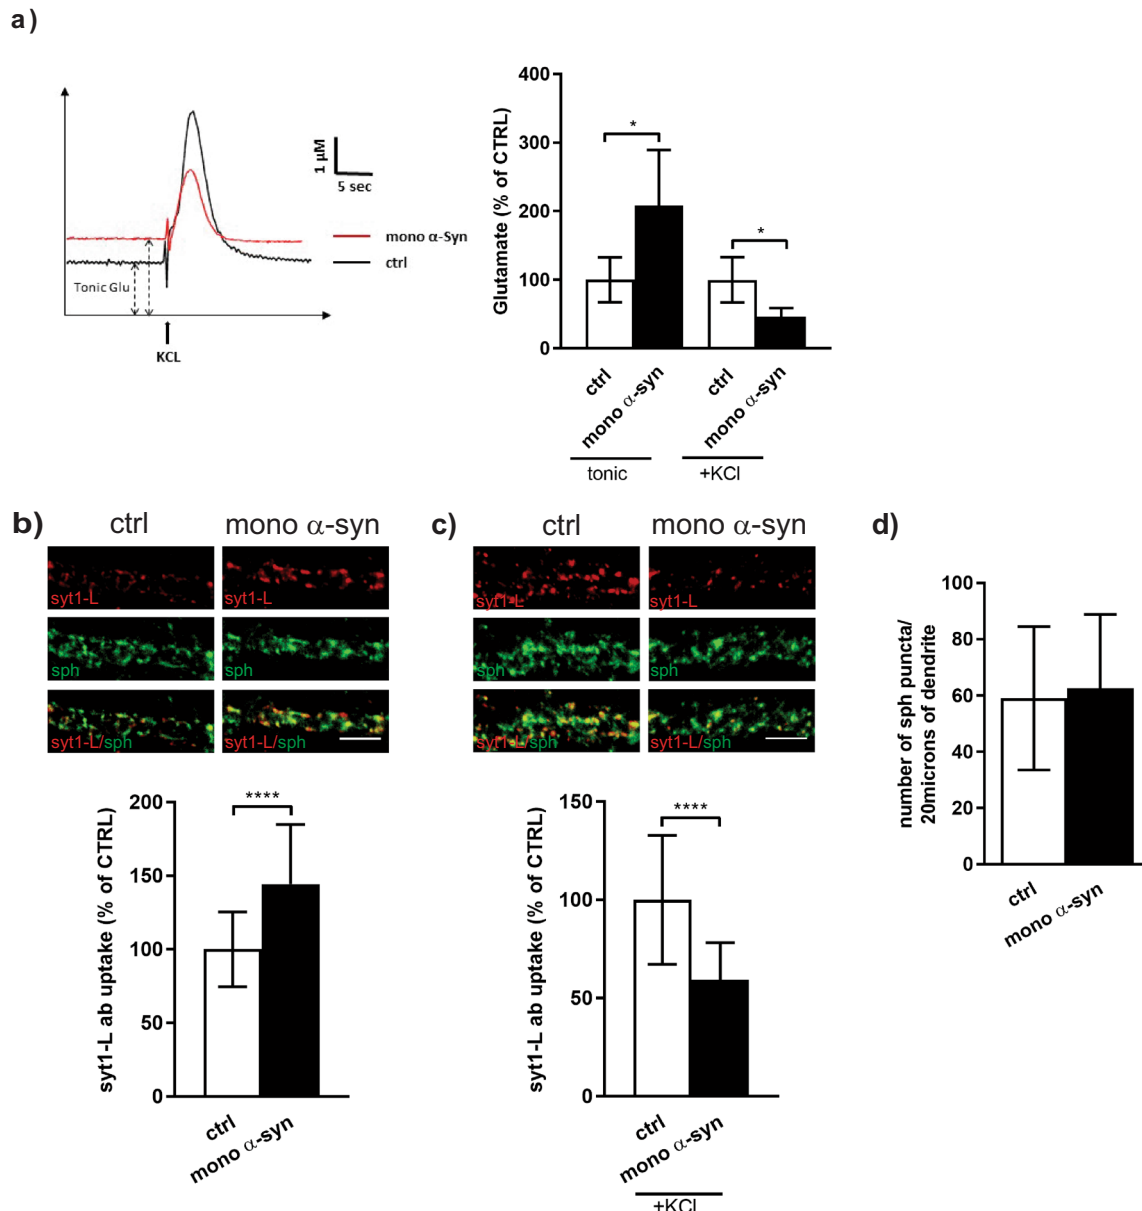 a)
1 µM
5 sec
mono α-Syn
ctrl
Tonic Glu
KCL
Glutamate (% of CTRL)
400
300
200
100
0
*
*
ctrl
mono α-syn
ctrl
mono α-syn
tonic
+KCl
b)
ctrl
mono α-syn
syt1-L
syt1-L
sph
sph
syt1-L/sph
syt1-L/sph
syt1-L ab uptake (% of CTRL)
200
150
100
50
0
****
ctrl
mono α-syn
c)
ctrl
mono α-syn
syt1-L
syt1-L
sph
sph
syt1-L/sph
syt1-L/sph
syt1-L ab uptake (% of CTRL)
150
100
50
0
****
ctrl
mono α-syn
+KCl
d)
number of sph puncta/
20microns of dendrite
100
80
60
40
20
0
ctrl
mono α-syn